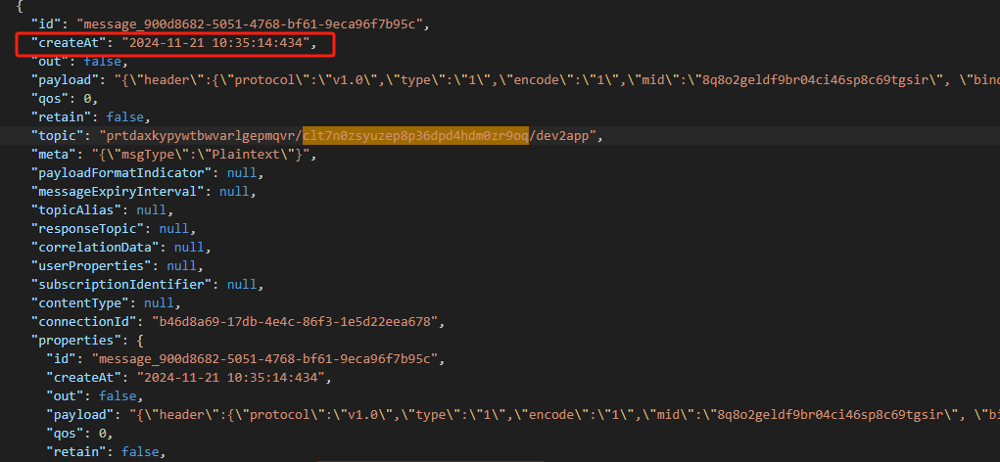 {
"id": "message_900d8682-5051-4768-bf61-9eca96f7b95c",
"createAt": "2024-11-21 10:35:14:434",
"out": false,
"payload": "{\"header\":{\"protocol\":\"v1.0\",\"type\":\"1\",\"encode\":\"1\",\"mid\":\"8q8o2geldf9br04ci46sp8c69tgsir\", \"bind
"qos": 0,
"retain": false,
"topic": "prtdaxkypywtbwvarlgepmqvr/clt7n0zsyuzep8p36dpd4hdm0zr9oq/dev2app",
"meta": "{\"msgType\":\"Plaintext\"}",
"payloadFormatIndicator": null,
"messageExpiryInterval": null,
"topicAlias": null,
"responseTopic": null,
"correlationData": null,
"userProperties": null,
"subscriptionIdentifier": null,
"contentType": null,
"connectionId": "b46d8a69-17db-4e4c-86f3-1e5d22eea678",
"properties": {
"id": "message_900d8682-5051-4768-bf61-9eca96f7b95c",
"createAt": "2024-11-21 10:35:14:434",
"out": false,
"payload": "{\"header\":{\"protocol\":\"v1.0\",\"type\":\"1\",\"encode\":\"1\",\"mid\":\"8q8o2geldf9br04ci46sp8c69tgsir\", \"bi
"qos": 0,
"retain": false,